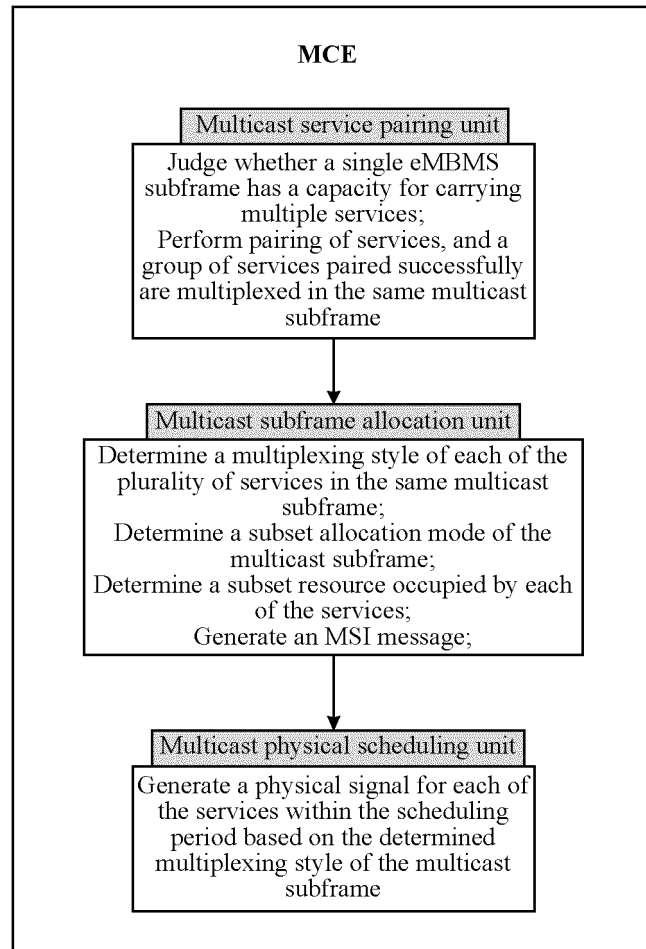 MCE
Multicast service pairing unit
Judge whether a single eMBMS
subframe has a capacity for carrying
multiple services;
Perform pairing of services, and a
group of services paired successfully
are multiplexed in the same multicast
subframe
Multicast subframe allocation unit
Determine a multiplexing style of each of the
plurality of services in the same multicast
subframe;
Determine a subset allocation mode of the
multicast subframe;
Determine a subset resource occupied by each
of the services;
Generate an MSI message;
Multicast physical scheduling unit
Generate a physical signal for each of
the services within the scheduling
period based on the determined
multiplexing style of the multicast
subframe